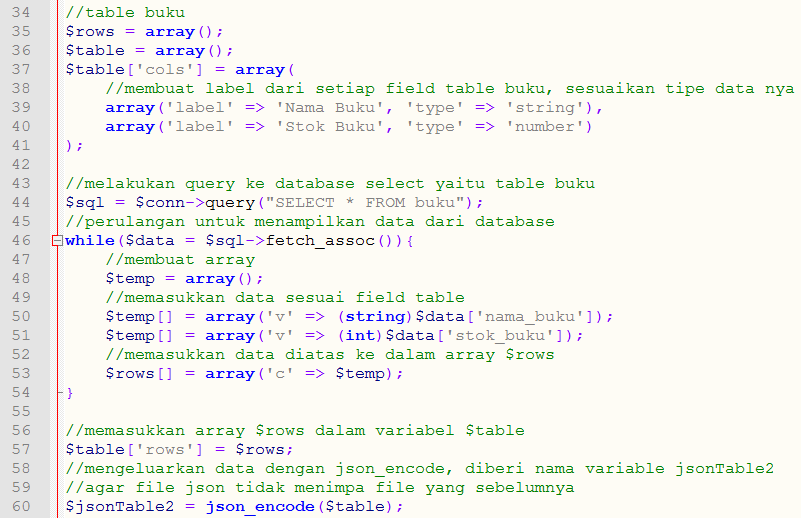 34 //table buku
35 $rows = array();
36 $table = array();
37 $table['cols'] = array(
38 //membuat label dari setiap field table buku, sesuaikan tipe data nya
39 array('label' => 'Nama Buku', 'type' => 'string'),
40 array('label' => 'Stok Buku', 'type' => 'number')
41 );
42
43 //melakukan query ke database select yaitu table buku
44 $sql = $conn->query("SELECT * FROM buku");
45 //perulangan untuk menampilkan data dari database
46 while($data = $sql->fetch_assoc()){
47 //membuat array
48 $temp = array();
49 //memasukkan data sesuai field table
50 $temp[] = array('v' => (string)$data['nama_buku']);
51 $temp[] = array('v' => (int)$data['stok_buku']);
52 //memasukkan data diatas ke dalam array $rows
53 $rows[] = array('c' => $temp);
54 }
55
56 //memasukkan array $rows dalam variabel $table
57 $table['rows'] = $rows;
58 //mengeluarkan data dengan json_encode, diberi nama variable jsonTable2
59 //agar file json tidak menimpa file yang sebelumnya
60 $jsonTable2 = json_encode($table);